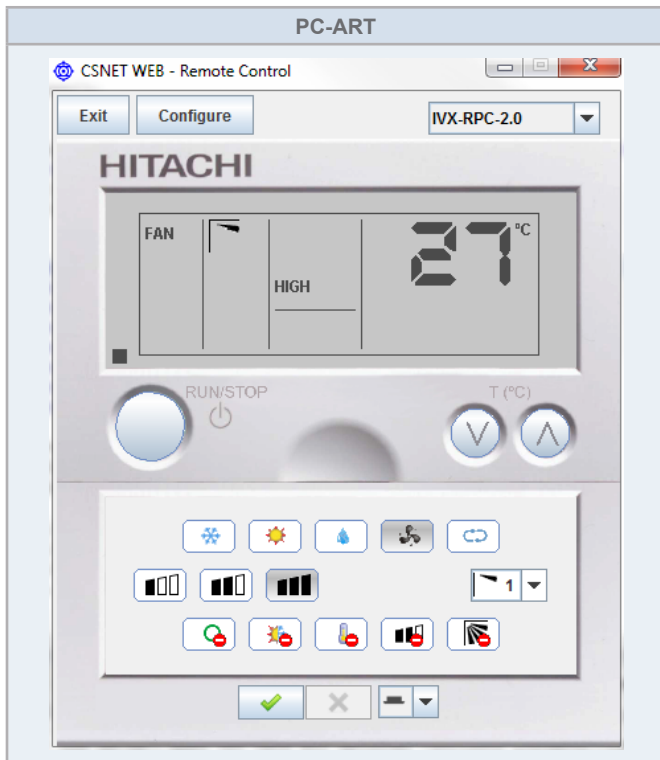 PC-ART
CSNET WEB - Remote Control
Exit Configure IVX-RPC-2.0
HITACHI
FAN 27 °C
HIGH
RUN/STOP T (°C)
1